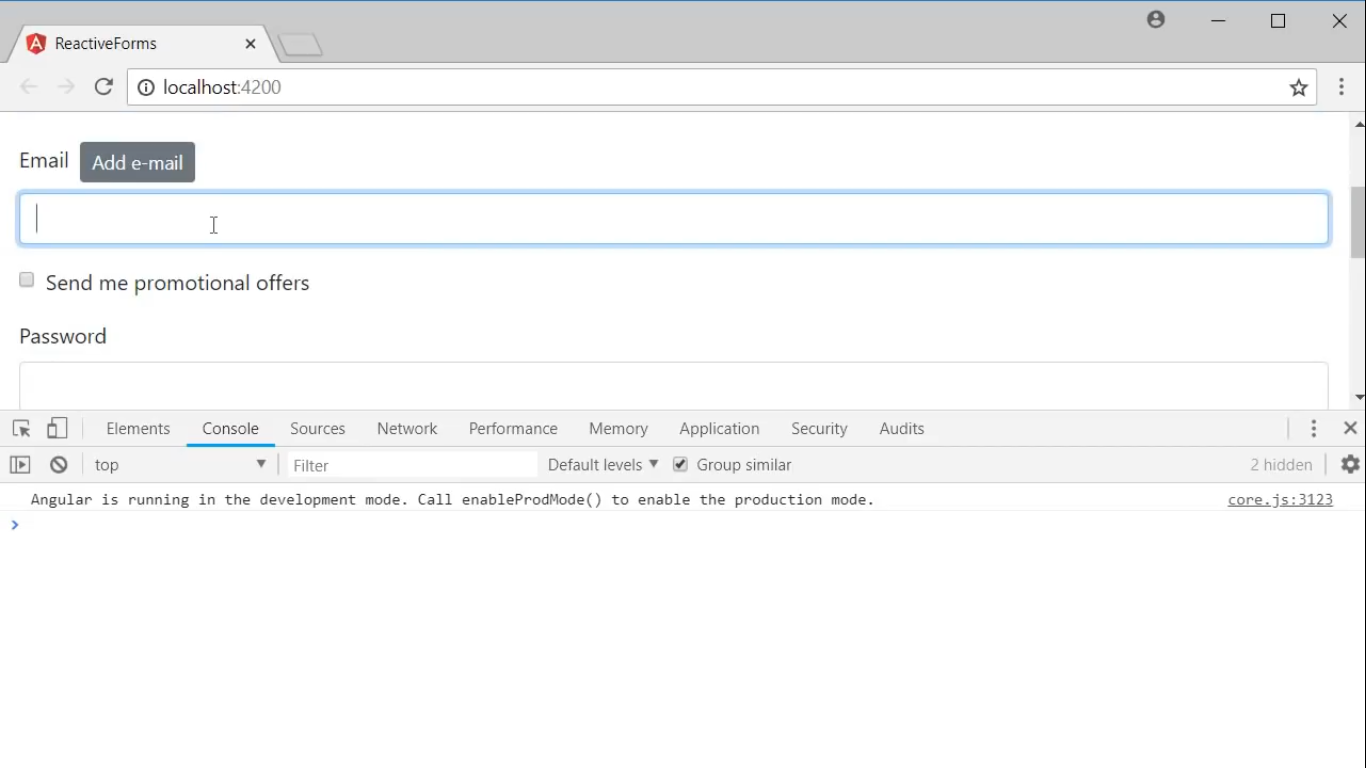 ReactiveForms
localhost:4200
Email Add e-mail
Send me promotional offers
Password
Elements Console Sources Network Performance Memory Application Security Audits
top Filter Default levels Group similar 2 hidden
Angular is running in the development mode. Call enableProdMode() to enable the production mode. core.js:3123